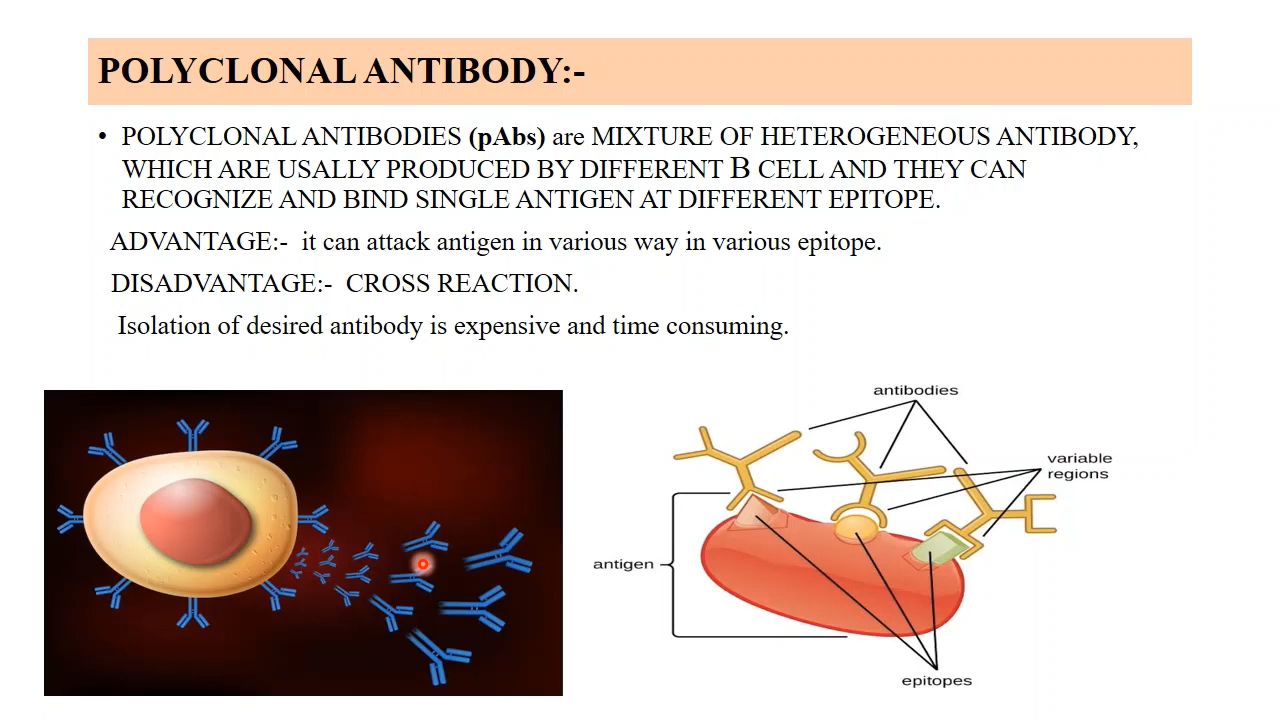 POLYCLONAL ANTIBODY:-
• POLYCLONAL ANTIBODIES (pAbs) are MIXTURE OF HETEROGENEOUS ANTIBODY,
WHICH ARE USALLY PRODUCED BY DIFFERENT B CELL AND THEY CAN
RECOGNIZE AND BIND SINGLE ANTIGEN AT DIFFERENT EPITOPE.
ADVANTAGE:- it can attack antigen in various way in various epitope.
DISADVANTAGE:- CROSS REACTION.
Isolation of desired antibody is expensive and time consuming.
antibodies
variable
regions
antigen
epitopes